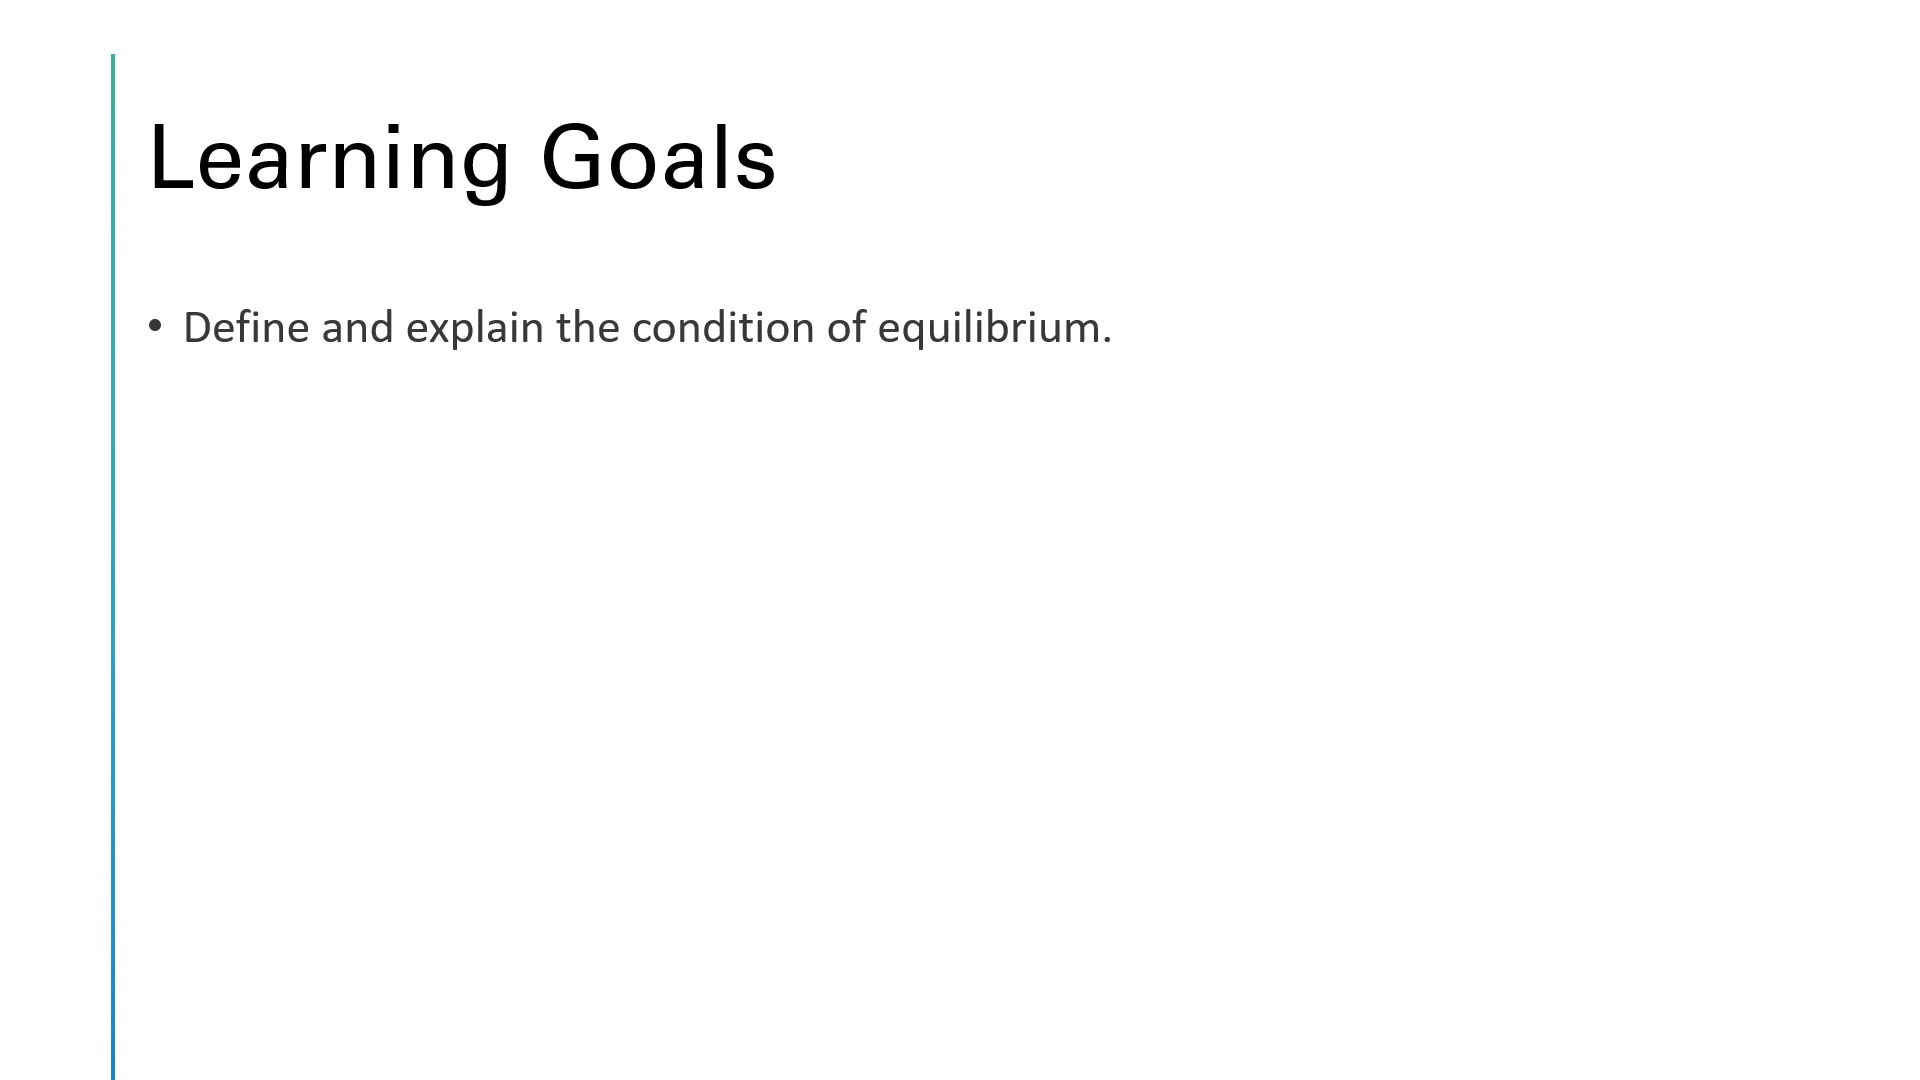 Learning Goals
• Define and explain the condition of equilibrium.